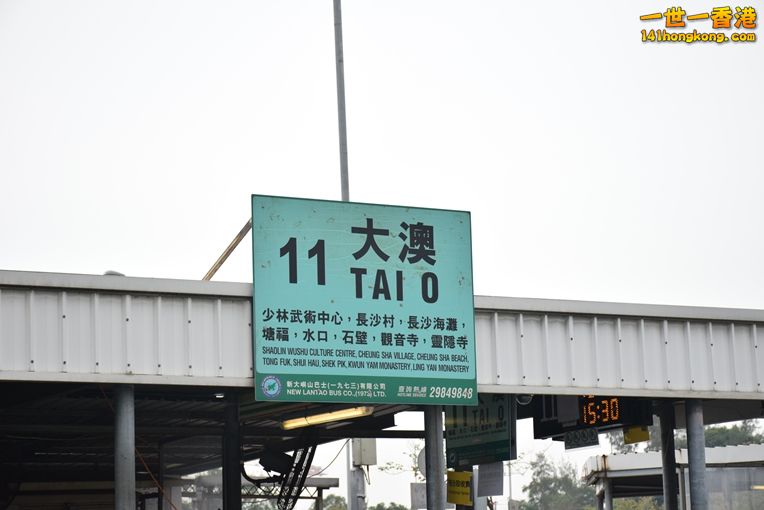 一世一香港
141hongkong.com
11 大澳
TAI O
少林武術中心，長沙村，長沙海灘，
塘福，水口，石壁，觀音寺，靈隱寺
SHAOLIN WUSHU CULTURE CENTRE, CHEUNG SHA VILLAGE, CHEUNG SHA BEACH,
TONG FUK, SHUI HAU, SHEK PIK, KWUN YAM MONASTERY, LING YAN MONASTERY
新大嶼山巴士(一九七三)有限公司 查詢熱線
NEW LANTAO BUS CO.,(1973) LTD. HOTLINE SERVICE 29849848
15:30
11
TAI O